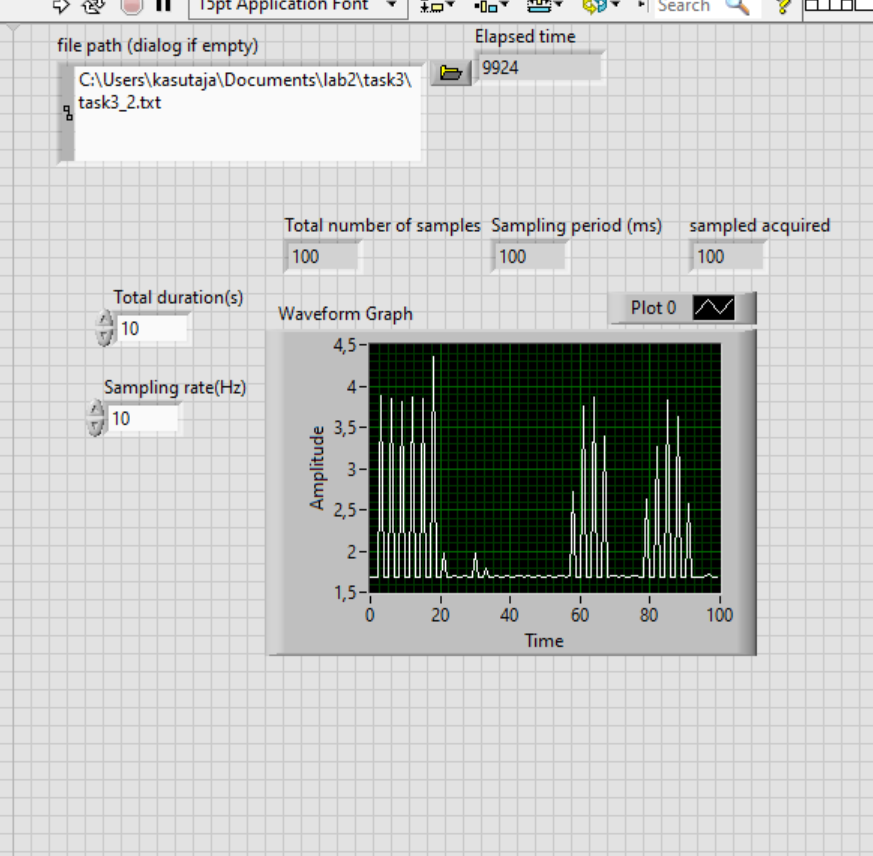 15pt Application Font
Search
?
file path (dialog if empty)
Elapsed time
C:\Users\kasutaja\Documents\lab2\task3\
task3_2.txt
9924
Total number of samples
Sampling period (ms)
sampled acquired
100
100
100
Total duration(s)
10
Waveform Graph
Plot 0
Sampling rate(Hz)
10
4,5
4
3,5
3
2,5
2
1,5
Amplitude
0
20
40
60
80
100
Time